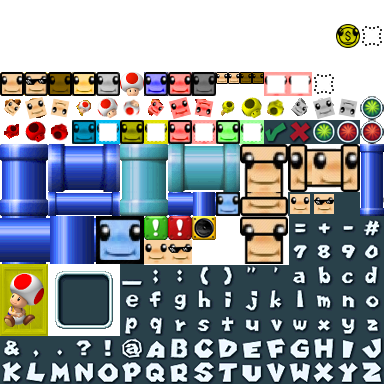 $
! !
= + - #
7 8 9 0
_ ; : ( ) " ' a b c d
e f g h i j k l m n o
p q r s t u v w x y z
& , . ? ! @ A B C D E F G H I J
K L M N O P Q R S T U V W X Y Z